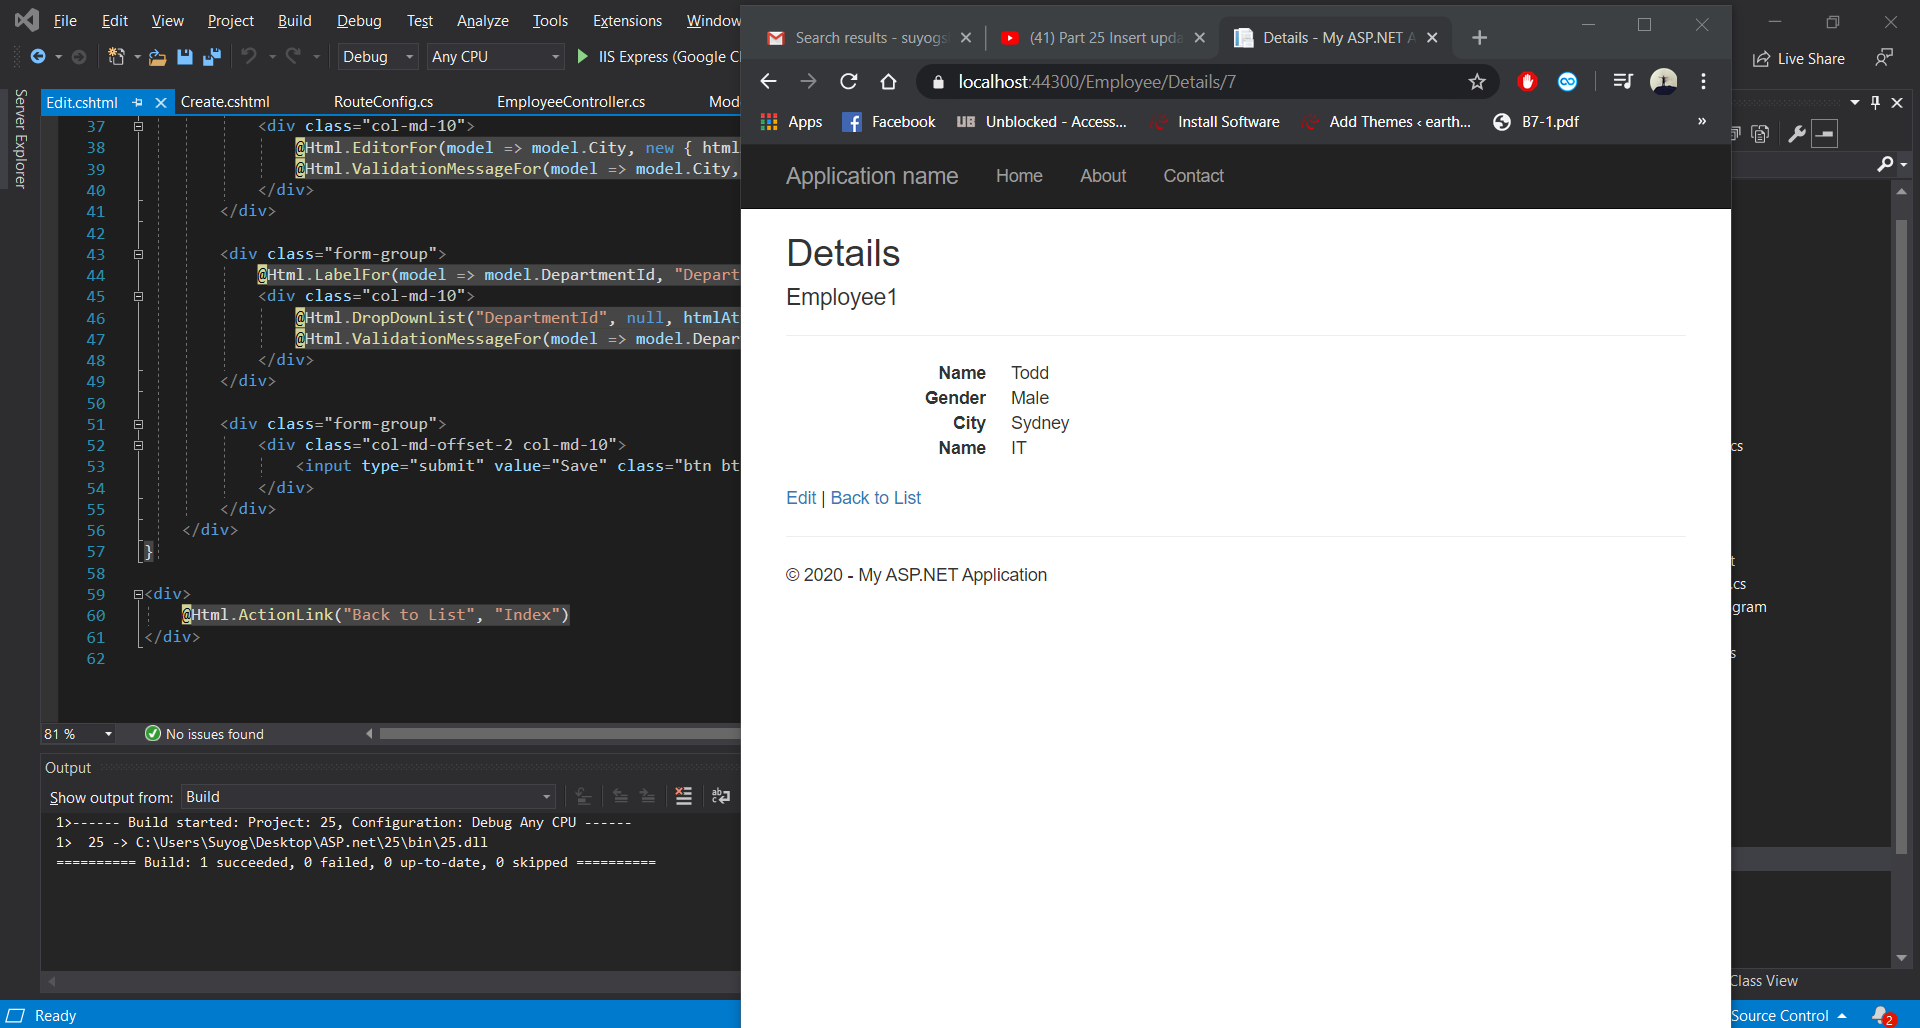 File Edit View Project Build Debug Test Analyze Tools Extensions Window
Debug Any CPU IIS Express (Google C
Live Share
Server Explorer
Edit.cshtml Create.cshtml RouteConfig.cs EmployeeController.cs Mod
37 <div class="col-md-10">
38 @Html.EditorFor(model => model.City, new { html
39 @Html.ValidationMessageFor(model => model.City,
40 </div>
41 </div>
42
43 <div class="form-group">
44 @Html.LabelFor(model => model.DepartmentId, "Depart
45 <div class="col-md-10">
46 @Html.DropDownList("DepartmentId", null, htmlAt
47 @Html.ValidationMessageFor(model => model.Depar
48 </div>
49 </div>
50
51 <div class="form-group">
52 <div class="col-md-offset-2 col-md-10">
53 <input type="submit" value="Save" class="btn bt
54 </div>
55 </div>
56 </div>
57 }
58
59 <div>
60 @Html.ActionLink("Back to List", "Index")
61 </div>
62
81 % No issues found
Output
Show output from: Build
1>------ Build started: Project: 25, Configuration: Debug Any CPU ------
1> 25 -> C:\Users\Suyog\Desktop\ASP.net\25\bin\25.dll
========== Build: 1 succeeded, 0 failed, 0 up-to-date, 0 skipped ==========
Ready
Search results - suyogs (41) Part 25 Insert upda Details - My ASP.NET A
localhost:44300/Employee/Details/7
Apps Facebook UB Unblocked - Access... Install Software Add Themes ‹ earth... B7-1.pdf »
Application name Home About Contact
Details
Employee1
Name Todd
Gender Male
City Sydney
Name IT
Edit | Back to List
© 2020 - My ASP.NET Application
cs
t
.cs
gram
s
Class View
Source Control 2